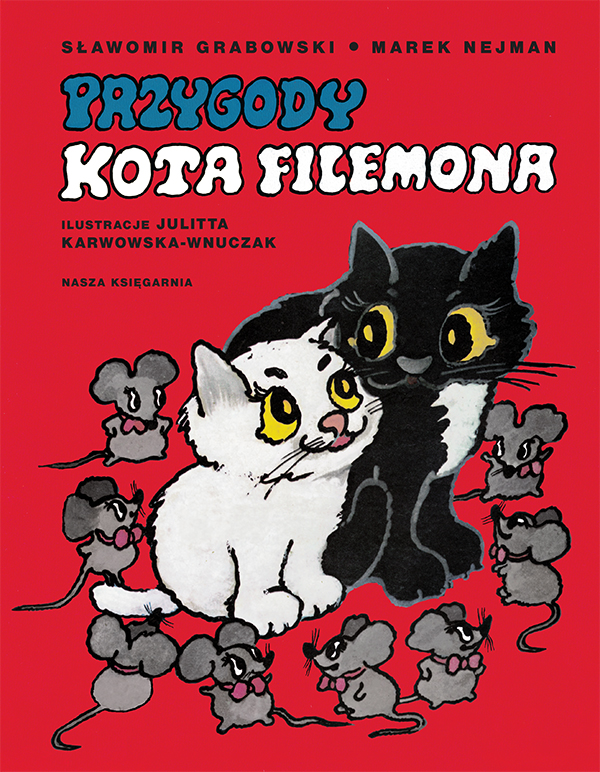 SŁAWOMIR GRABOWSKI • MAREK NEJMAN
PRZYGODY
KOTA FILEMONA
ILUSTRACJE JULITTA
KARWOWSKA-WNUCZAK
NASZA KSIĘGARNIA